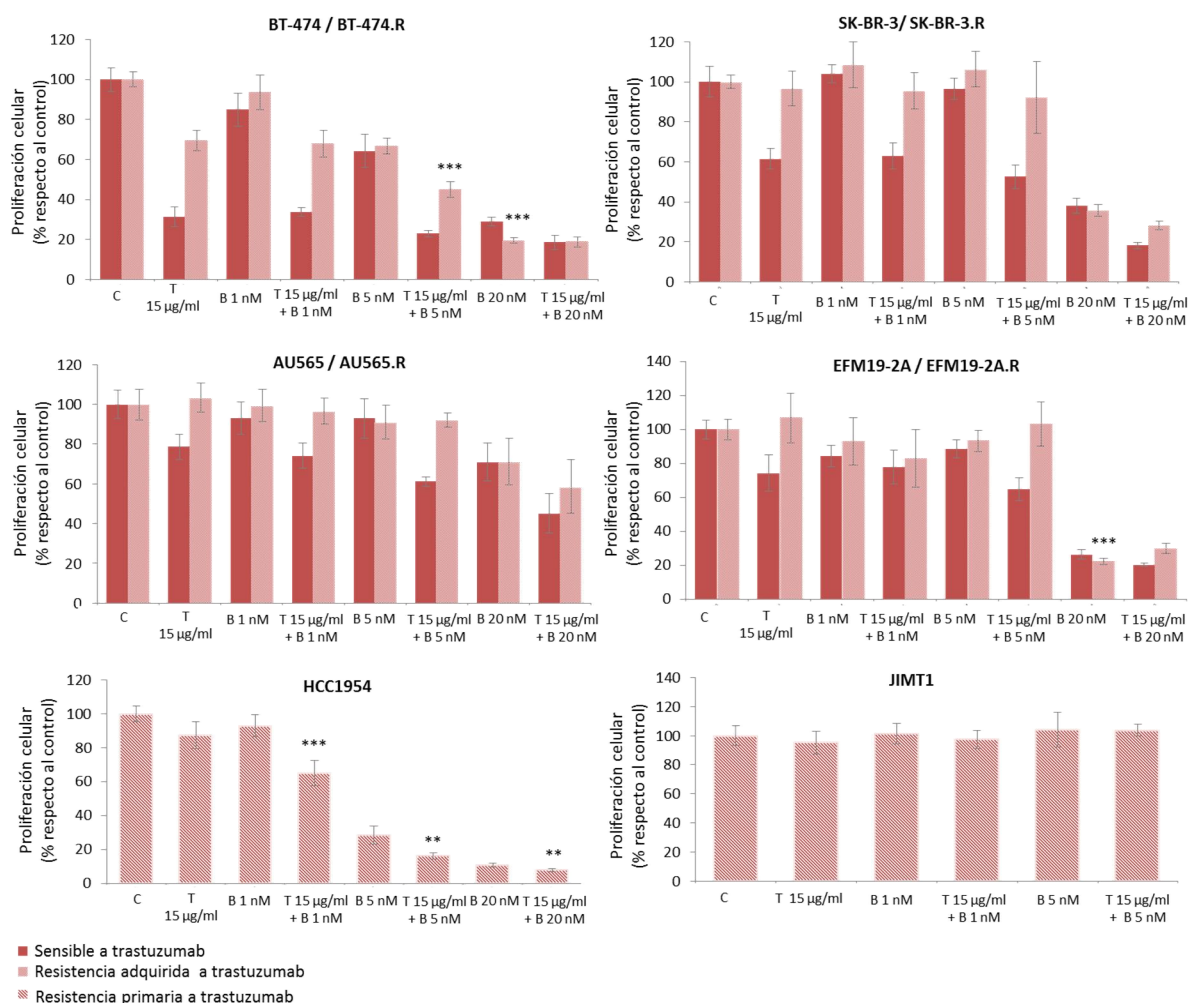 BT-474 / BT-474.R
Proliferación celular
(% respecto al control)
120
100
80
60
40
20
0
***
***
C
T
15 µg/ml
B 1 nM
T 15 µg/ml
+ B 1 nM
B 5 nM
T 15 µg/ml
+ B 5 nM
B 20 nM
T 15 µg/ml
+ B 20 nM
SK-BR-3/ SK-BR-3.R
Proliferación celular
(% respecto al control)
120
100
80
60
40
20
0
C
T
15 µg/ml
B 1 nM
T 15 µg/ml
+ B 1 nM
B 5 nM
T 15 µg/ml
+ B 5 nM
B 20 nM
T 15 µg/ml
+ B 20 nM
AU565 / AU565.R
Proliferación celular
(% respecto al control)
120
100
80
60
40
20
0
C
T
15 µg/ml
B 1 nM
T 15 µg/ml
+ B 1 nM
B 5 nM
T 15 µg/ml
+ B 5 nM
B 20 nM
T 15 µg/ml
+ B 20 nM
EFM19-2A / EFM19-2A.R
Proliferación celular
(% respecto al control)
140
120
100
80
60
40
20
0
***
C
T
15 µg/ml
B 1 nM
T 15 µg/ml
+ B 1 nM
B 5 nM
T 15 µg/ml
+ B 5 nM
B 20 nM
T 15 µg/ml
+ B 20 nM
HCC1954
Proliferación celular
(% respecto al control)
120
100
80
60
40
20
0
***
**
**
C
T
15 µg/ml
B 1 nM
T 15 µg/ml
+ B 1 nM
B 5 nM
T 15 µg/ml
+ B 5 nM
B 20 nM
T 15 µg/ml
+ B 20 nM
JIMT1
Proliferación celular
(% respecto al control)
140
120
100
80
60
40
20
0
C
T 15 µg/ml
B 1 nM
T 15 µg/ml
+ B 1 nM
B 5 nM
T 15 µg/ml
+ B 5 nM
Sensible a trastuzumab
Resistencia adquirida a trastuzumab
Resistencia primaria a trastuzumab